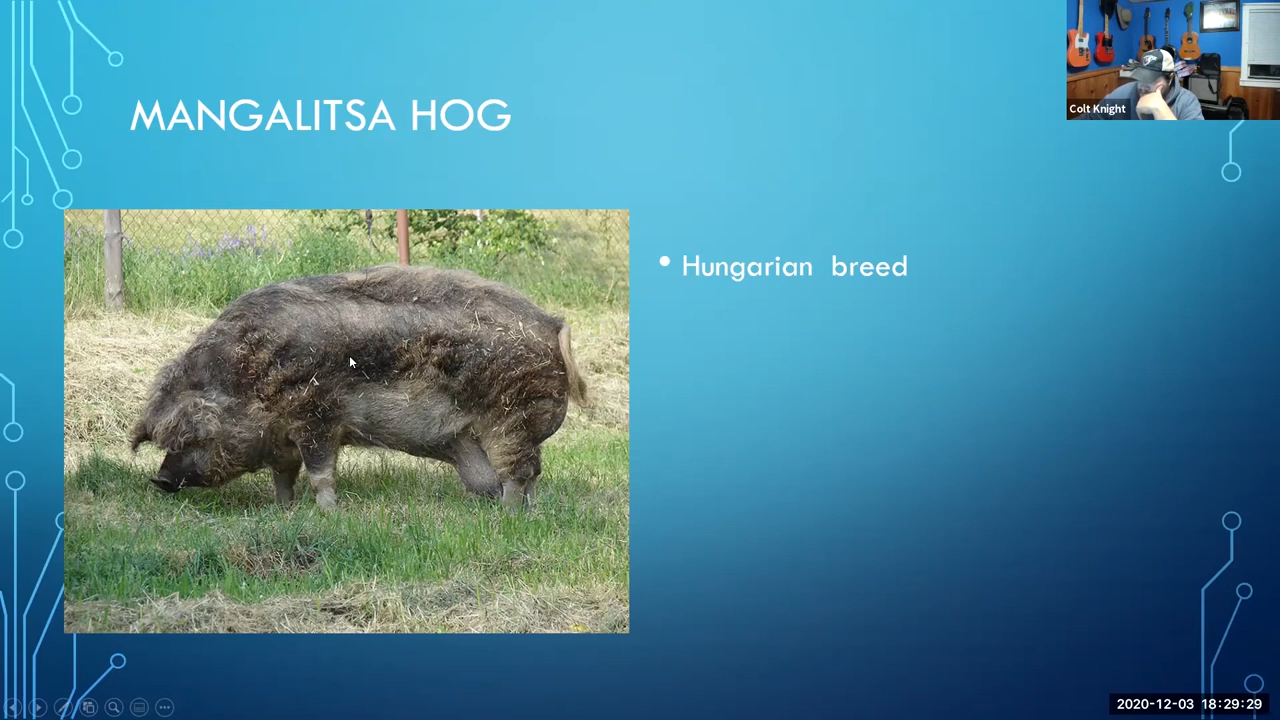 MANGALITSA HOG
Colt Knight
• Hungarian breed
2020-12-03 18:29:29